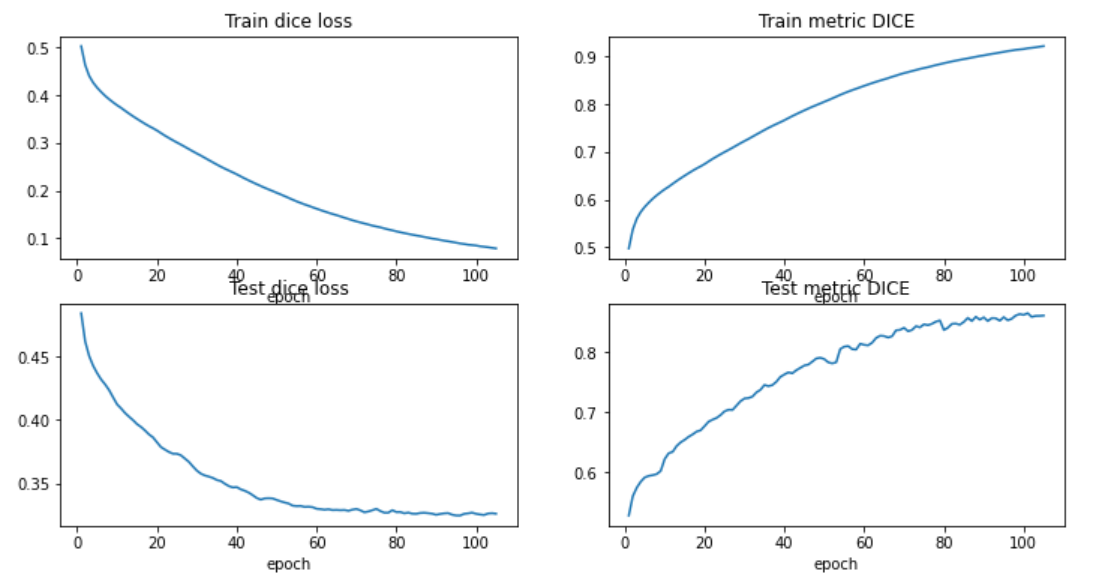 Train dice loss
0.5
0.4
0.3
0.2
0.1
0 20 40 60 80 100
epoch
Train metric DICE
0.9
0.8
0.7
0.6
0.5
0 20 40 60 80 100
epoch
Test dice loss
0.45
0.40
0.35
0 20 40 60 80 100
epoch
Test metric DICE
0.8
0.7
0.6
0 20 40 60 80 100
epoch